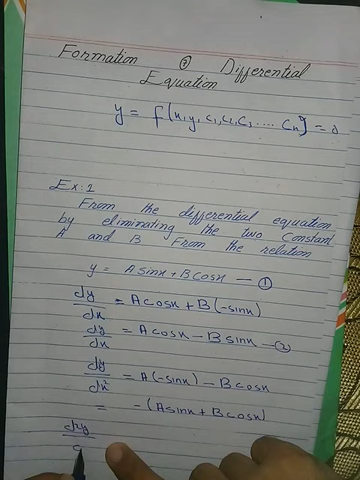 Formation of Differential
Equation
y = f(x, y, c₁, c₂, c₃ .... cₙ) = 0
Ex: 1
From the differential equation
by eliminating the two constant
A and B From the relation
y = A sinx + B cosx — ①
dy/dx = A cosx + B(-sinx)
dy/dx = A cosx - B sinx — ②
d²y/dx² = A(-sinx) - B cosx
= -(A sinx + B cosx)
d²y